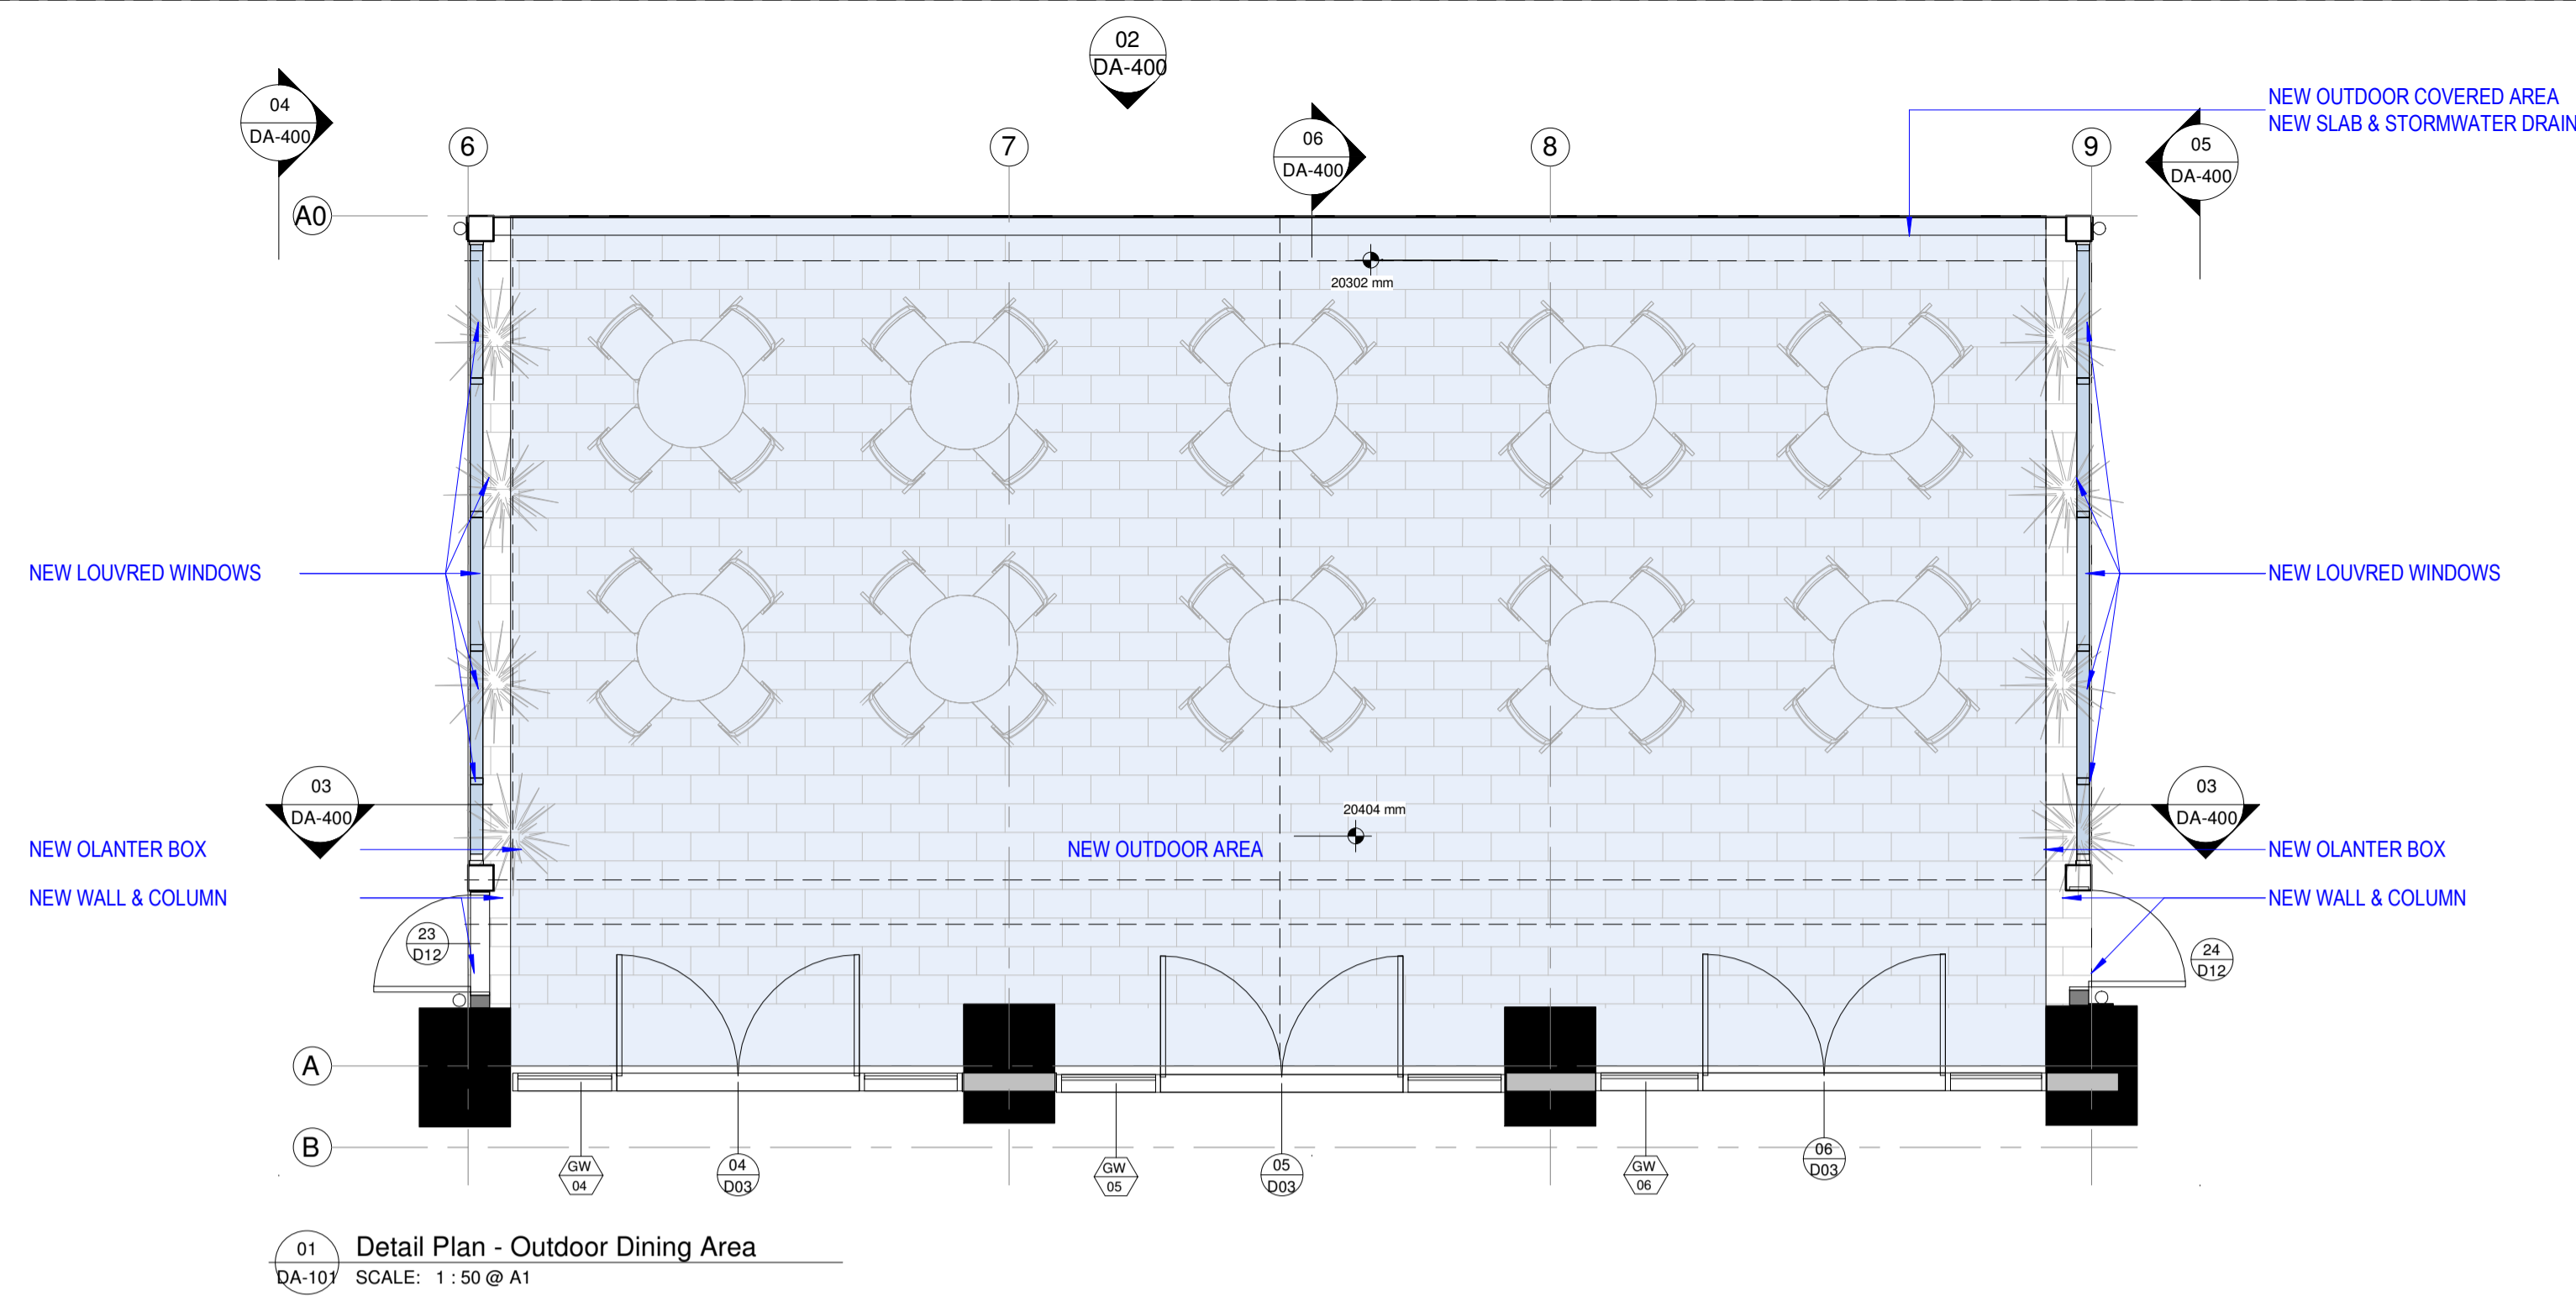 02
DA-400
04
DA-400
NEW OUTDOOR COVERED AREA
NEW SLAB & STORMWATER DRAIN
6
7
06
DA-400
8
9
05
DA-400
A0
20302 mm
NEW LOUVRED WINDOWS
NEW LOUVRED WINDOWS
03
DA-400
03
DA-400
20404 mm
NEW OLANTER BOX
NEW OUTDOOR AREA
NEW OLANTER BOX
NEW WALL & COLUMN
NEW WALL & COLUMN
23
D12
24
D12
A
B
GW
04
04
D03
GW
05
05
D03
GW
06
06
D03
01
DA-101
Detail Plan - Outdoor Dining Area
SCALE: 1 : 50 @ A1